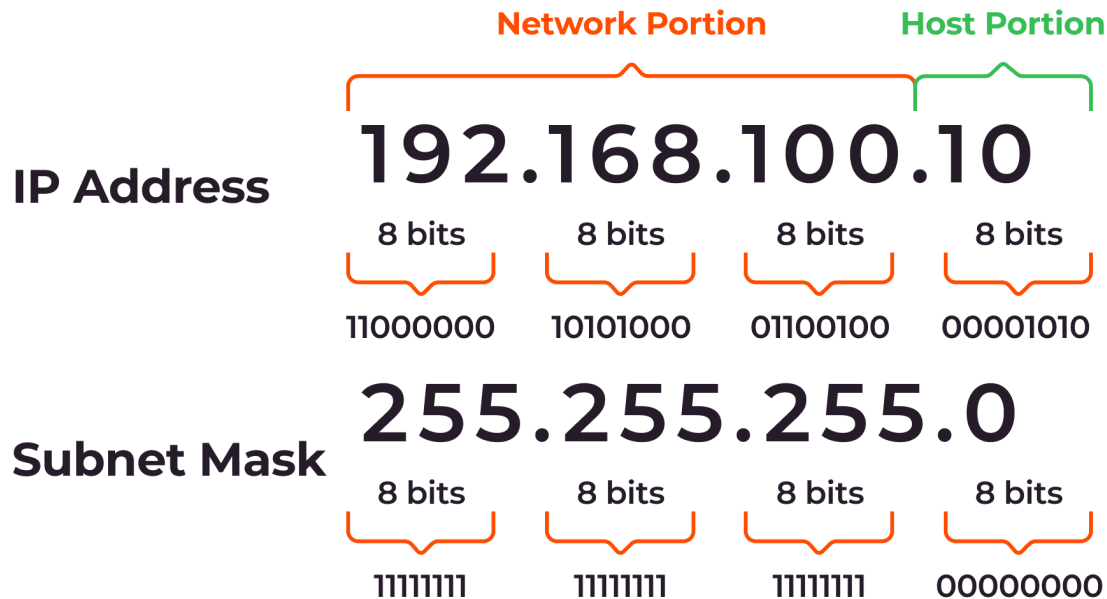 Network Portion Host Portion
IP Address 192.168.100.10
8 bits 8 bits 8 bits 8 bits
11000000 10101000 01100100 00001010
Subnet Mask 255.255.255.0
8 bits 8 bits 8 bits 8 bits
11111111 11111111 11111111 00000000